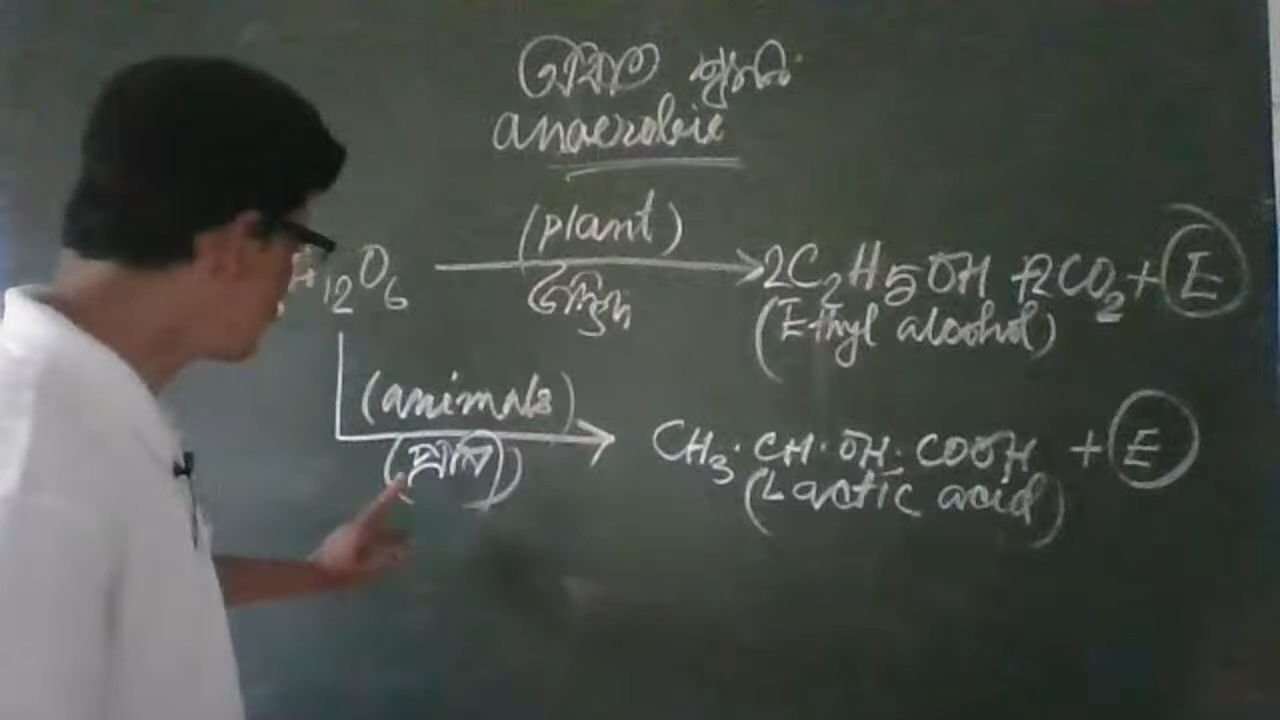 anaerobic
(plant)
H12O6 → 2C2H5OH + 2CO2 + E
(Ethyl alcohol)
(animals)
→ CH3·CH·OH·COOH + E
(Lactic acid)